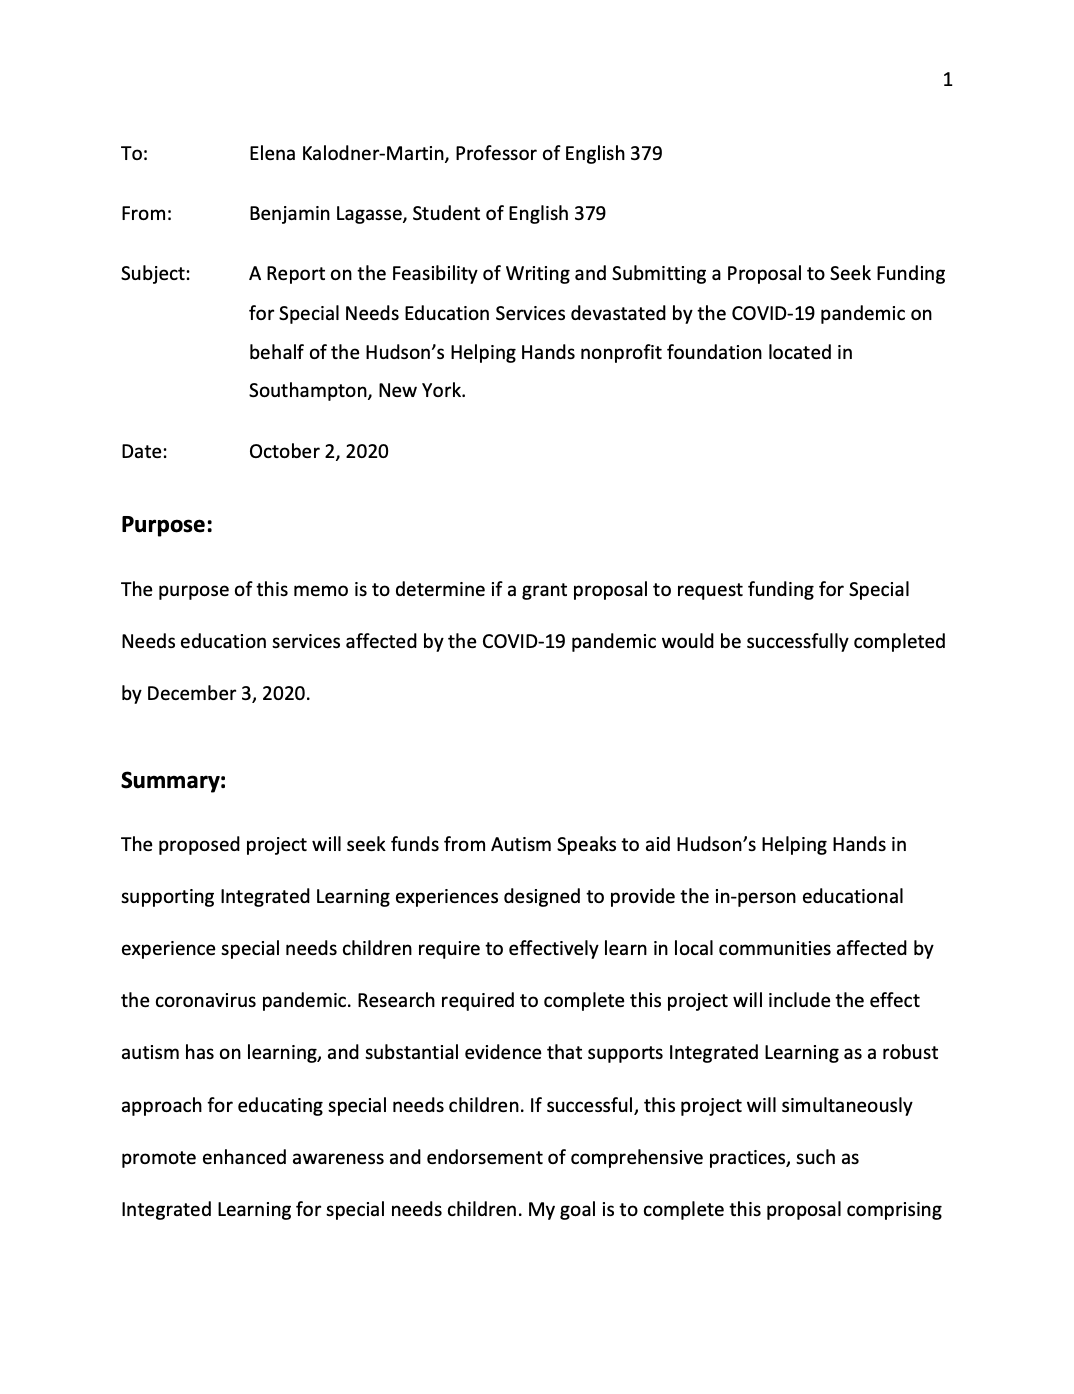 1
To: Elena Kalodner-Martin, Professor of English 379
From: Benjamin Lagasse, Student of English 379
Subject: A Report on the Feasibility of Writing and Submitting a Proposal to Seek Funding
for Special Needs Education Services devastated by the COVID-19 pandemic on
behalf of the Hudson’s Helping Hands nonprofit foundation located in
Southampton, New York.
Date: October 2, 2020
Purpose:
The purpose of this memo is to determine if a grant proposal to request funding for Special
Needs education services affected by the COVID-19 pandemic would be successfully completed
by December 3, 2020.
Summary:
The proposed project will seek funds from Autism Speaks to aid Hudson’s Helping Hands in
supporting Integrated Learning experiences designed to provide the in-person educational
experience special needs children require to effectively learn in local communities affected by
the coronavirus pandemic. Research required to complete this project will include the effect
autism has on learning, and substantial evidence that supports Integrated Learning as a robust
approach for educating special needs children. If successful, this project will simultaneously
promote enhanced awareness and endorsement of comprehensive practices, such as
Integrated Learning for special needs children. My goal is to complete this proposal comprising